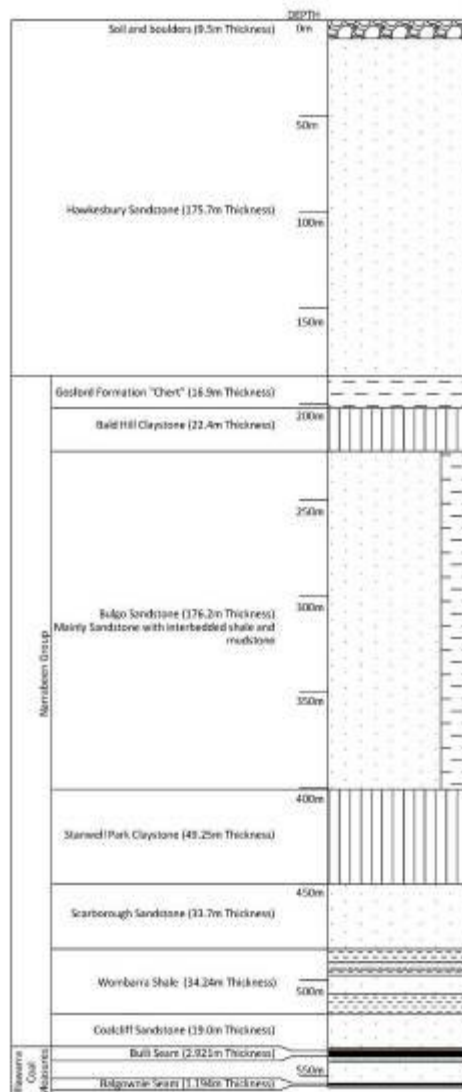 DEPTH
Soil and boulders (9.5m Thickness)
0m
50m
Hawkesbury Sandstone (175.7m Thickness)
100m
150m
Gosford Formation "Chert" (16.9m Thickness)
200m
Bald Hill Claystone (22.4m Thickness)
250m
300m
Bulgo Sandstone (176.2m Thickness)
Mainly Sandstone with interbedded shale and
mudstone
Narrabeen Group
350m
400m
Stanwell Park Claystone (49.25m Thickness)
450m
Scarborough Sandstone (33.7m Thickness)
Wombarra Shale (34.24m Thickness)
500m
Coalcliff Sandstone (19.0m Thickness)
Bulli Seam (2.921m Thickness)
Illawarra
Coal
Measures
550m
Balgownie Seam (1.194m Thickness)